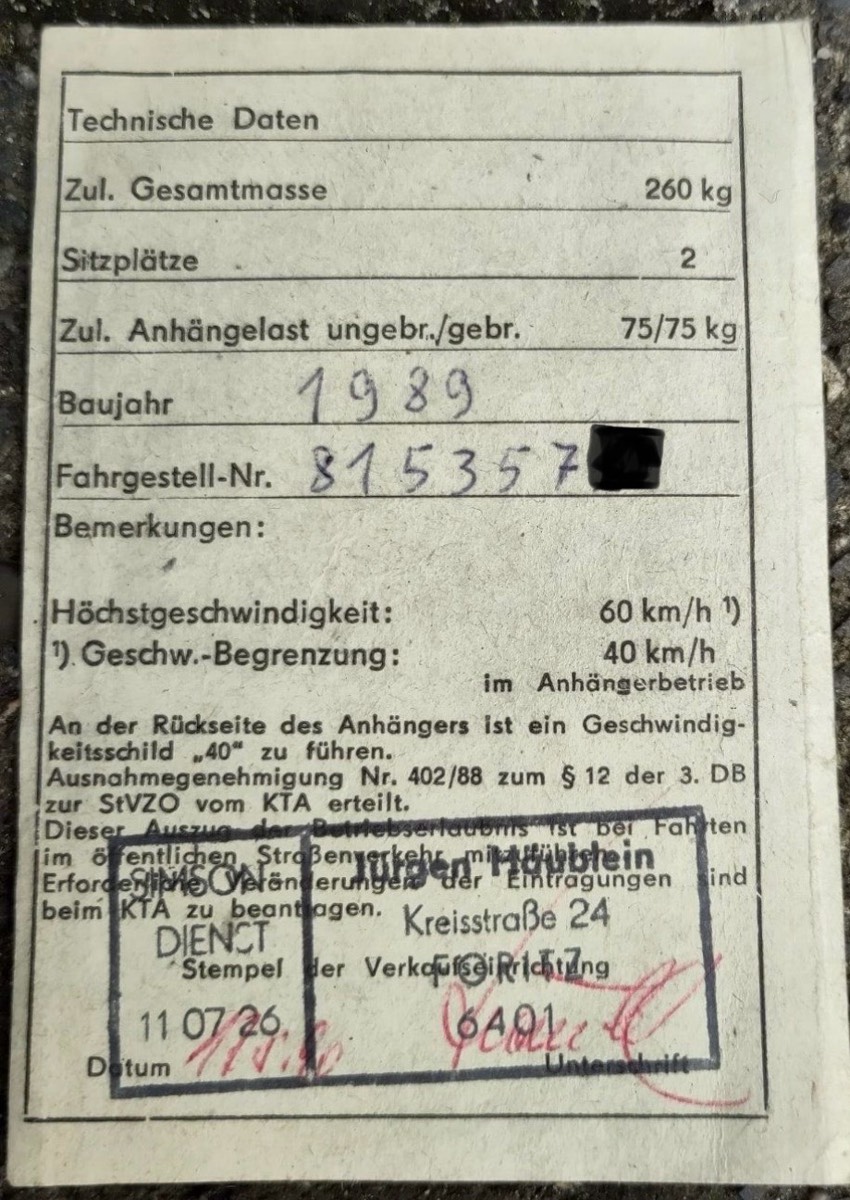 Technische Daten
Zul. Gesamtmasse 260 kg
Sitzplätze 2
Zul. Anhängelast ungebr./gebr. 75/75 kg
Baujahr 1989
Fahrgestell-Nr. 815357
Bemerkungen:
Höchstgeschwindigkeit: 60 km/h ¹)
¹) Geschw.-Begrenzung: 40 km/h
im Anhängerbetrieb
An der Rückseite des Anhängers ist ein Geschwindig-
keitsschild „40“ zu führen.
Ausnahmegenehmigung Nr. 402/88 zum § 12 der 3. DB
zur StVZO vom KTA erteilt.
Dieser Auszug der Betriebserlaubnis ist bei Fahrten
im öffentlichen Straßenverkehr mitzuführen.
Erforderliche Veränderungen der Eintragungen sind
beim KTA zu beantragen.
SIMSON
DIENST
11 07 26
Jürgen Häublein
Kreisstraße 24
FÖRITZ
6401
Stempel der Verkaufseinrichtung
Datum Unterschrift